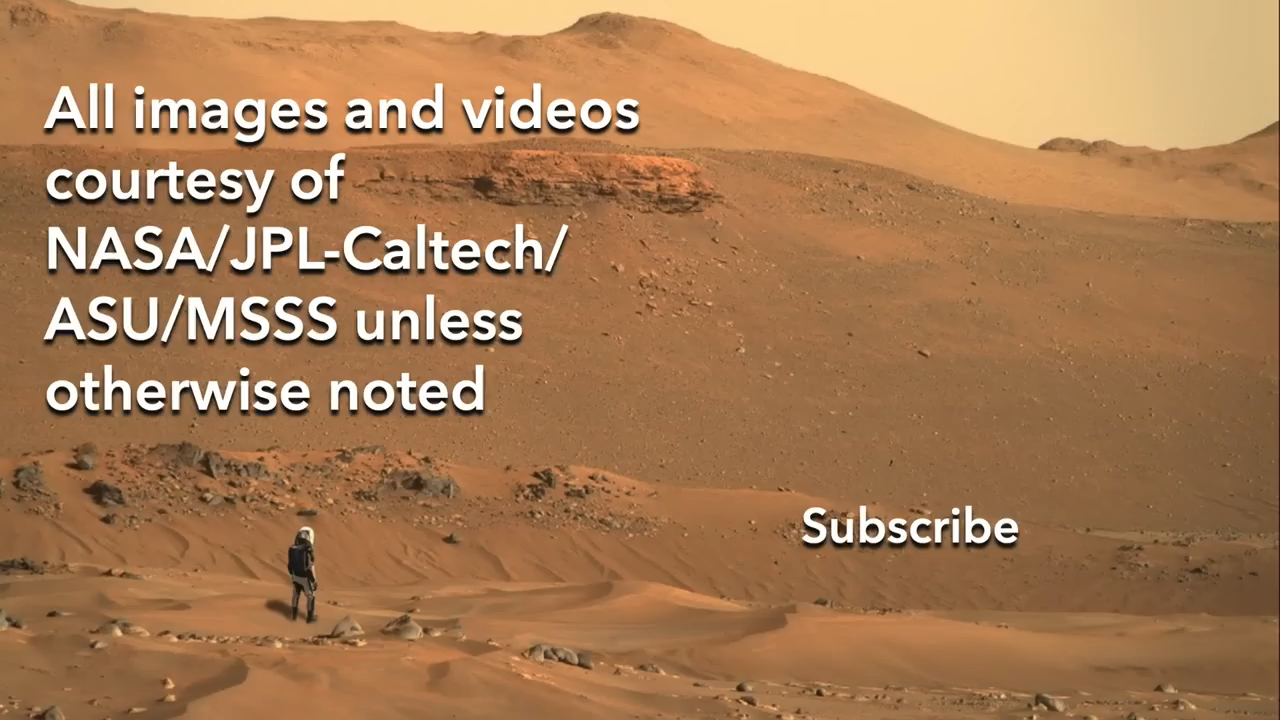 All images and videos
courtesy of
NASA/JPL-Caltech/
ASU/MSSS unless
otherwise noted
Subscribe